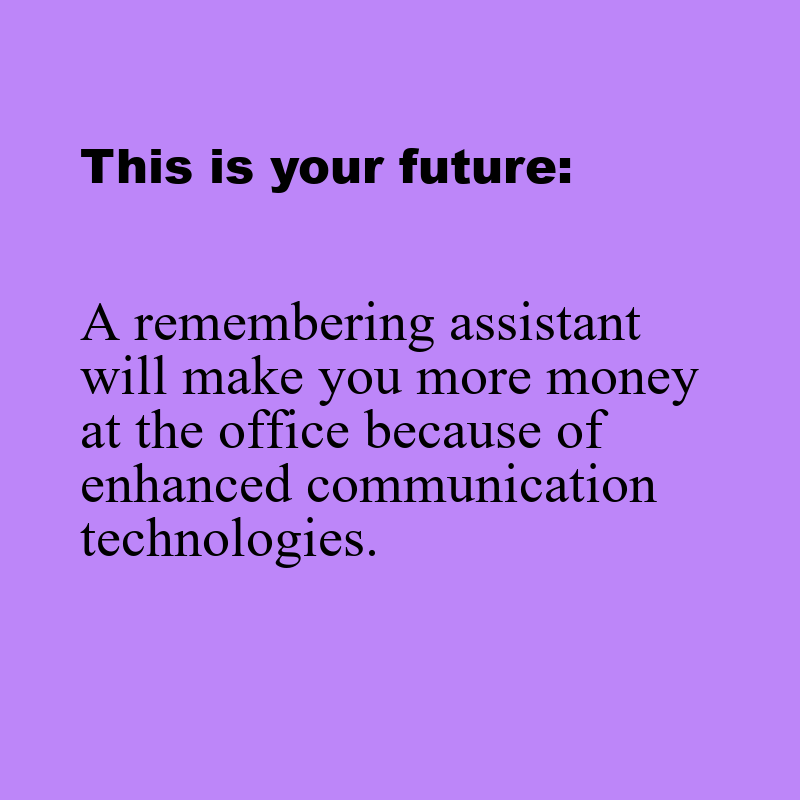 This is your future:
A remembering assistant
will make you more money
at the office because of
enhanced communication
technologies.